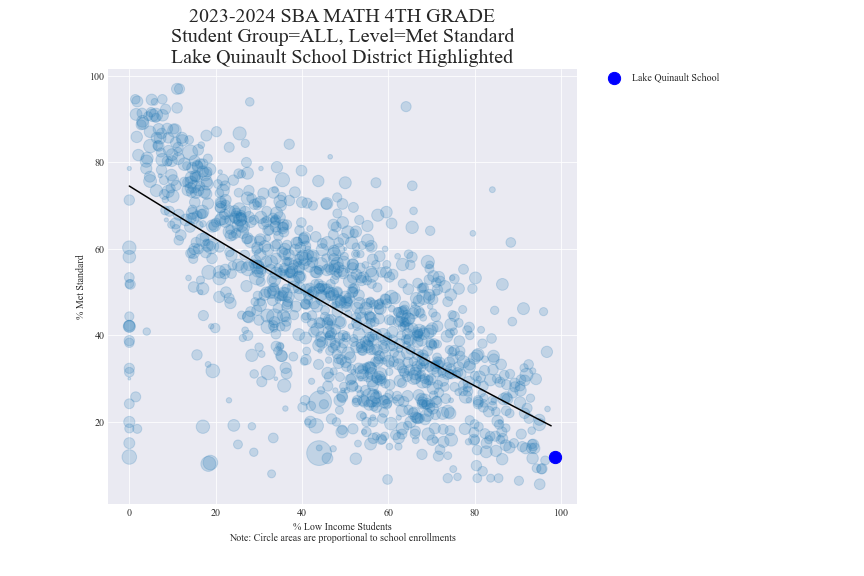 2023-2024 SBA MATH 4TH GRADE
Student Group=ALL, Level=Met Standard
Lake Quinault School District Highlighted
Lake Quinault School
100
80
60
40
20
% Met Standard
0 20 40 60 80 100
% Low Income Students
Note: Circle areas are proportional to school enrollments